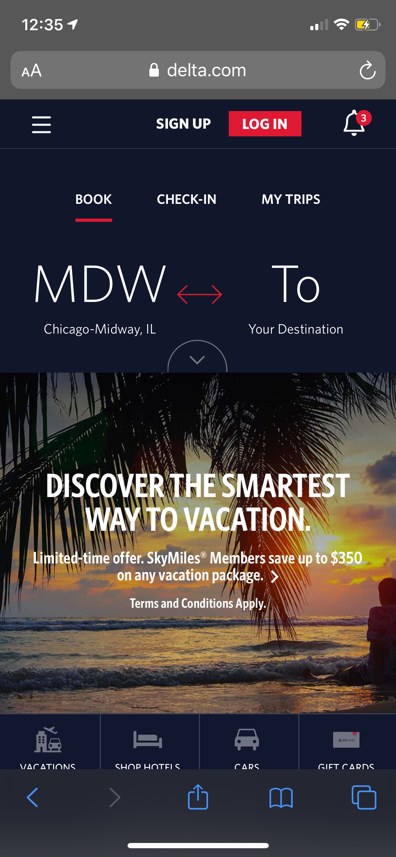 12:35
AA delta.com
SIGN UP LOG IN 3
BOOK CHECK-IN MY TRIPS
MDW To
Chicago-Midway, IL Your Destination
DISCOVER THE SMARTEST
WAY TO VACATION.
Limited-time offer. SkyMiles® Members save up to $350
on any vacation package.
Terms and Conditions Apply.
VACATIONS SHOP HOTELS CARS GIFT CARDS